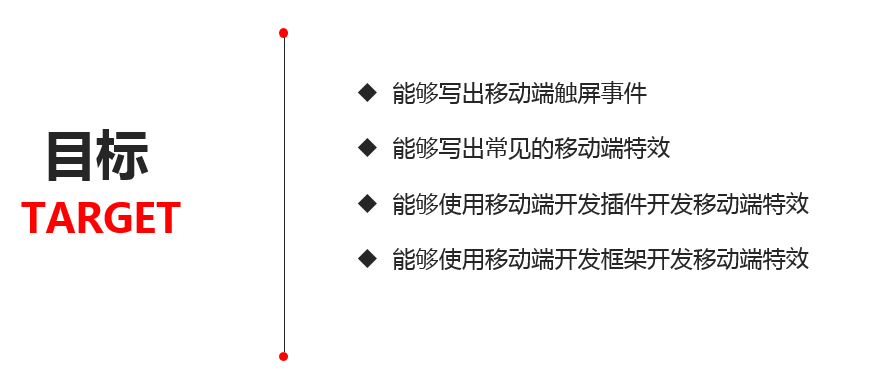 目标
TARGET
能够写出移动端触屏事件
能够写出常见的移动端特效
能够使用移动端开发插件开发移动端特效
能够使用移动端开发框架开发移动端特效